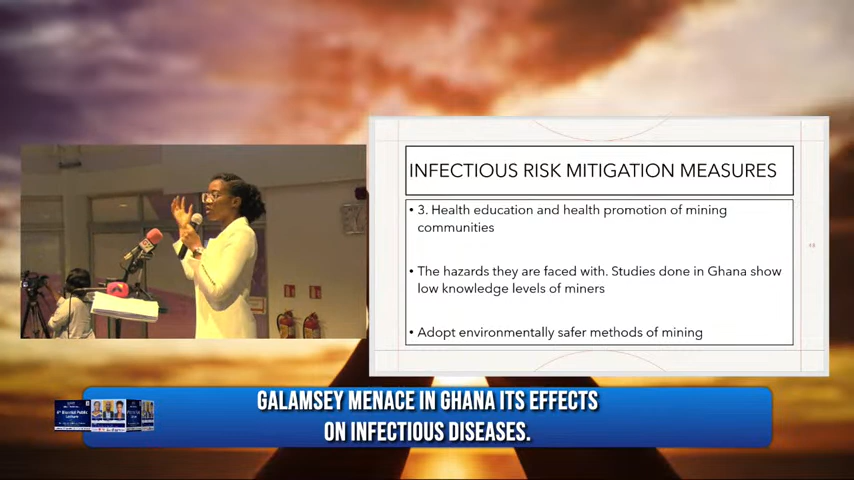 INFECTIOUS RISK MITIGATION MEASURES
• 3. Health education and health promotion of mining
communities
• The hazards they are faced with. Studies done in Ghana show
low knowledge levels of miners
• Adopt environmentally safer methods of mining
GALAMSEY MENACE IN GHANA ITS EFFECTS
ON INFECTIOUS DISEASES.